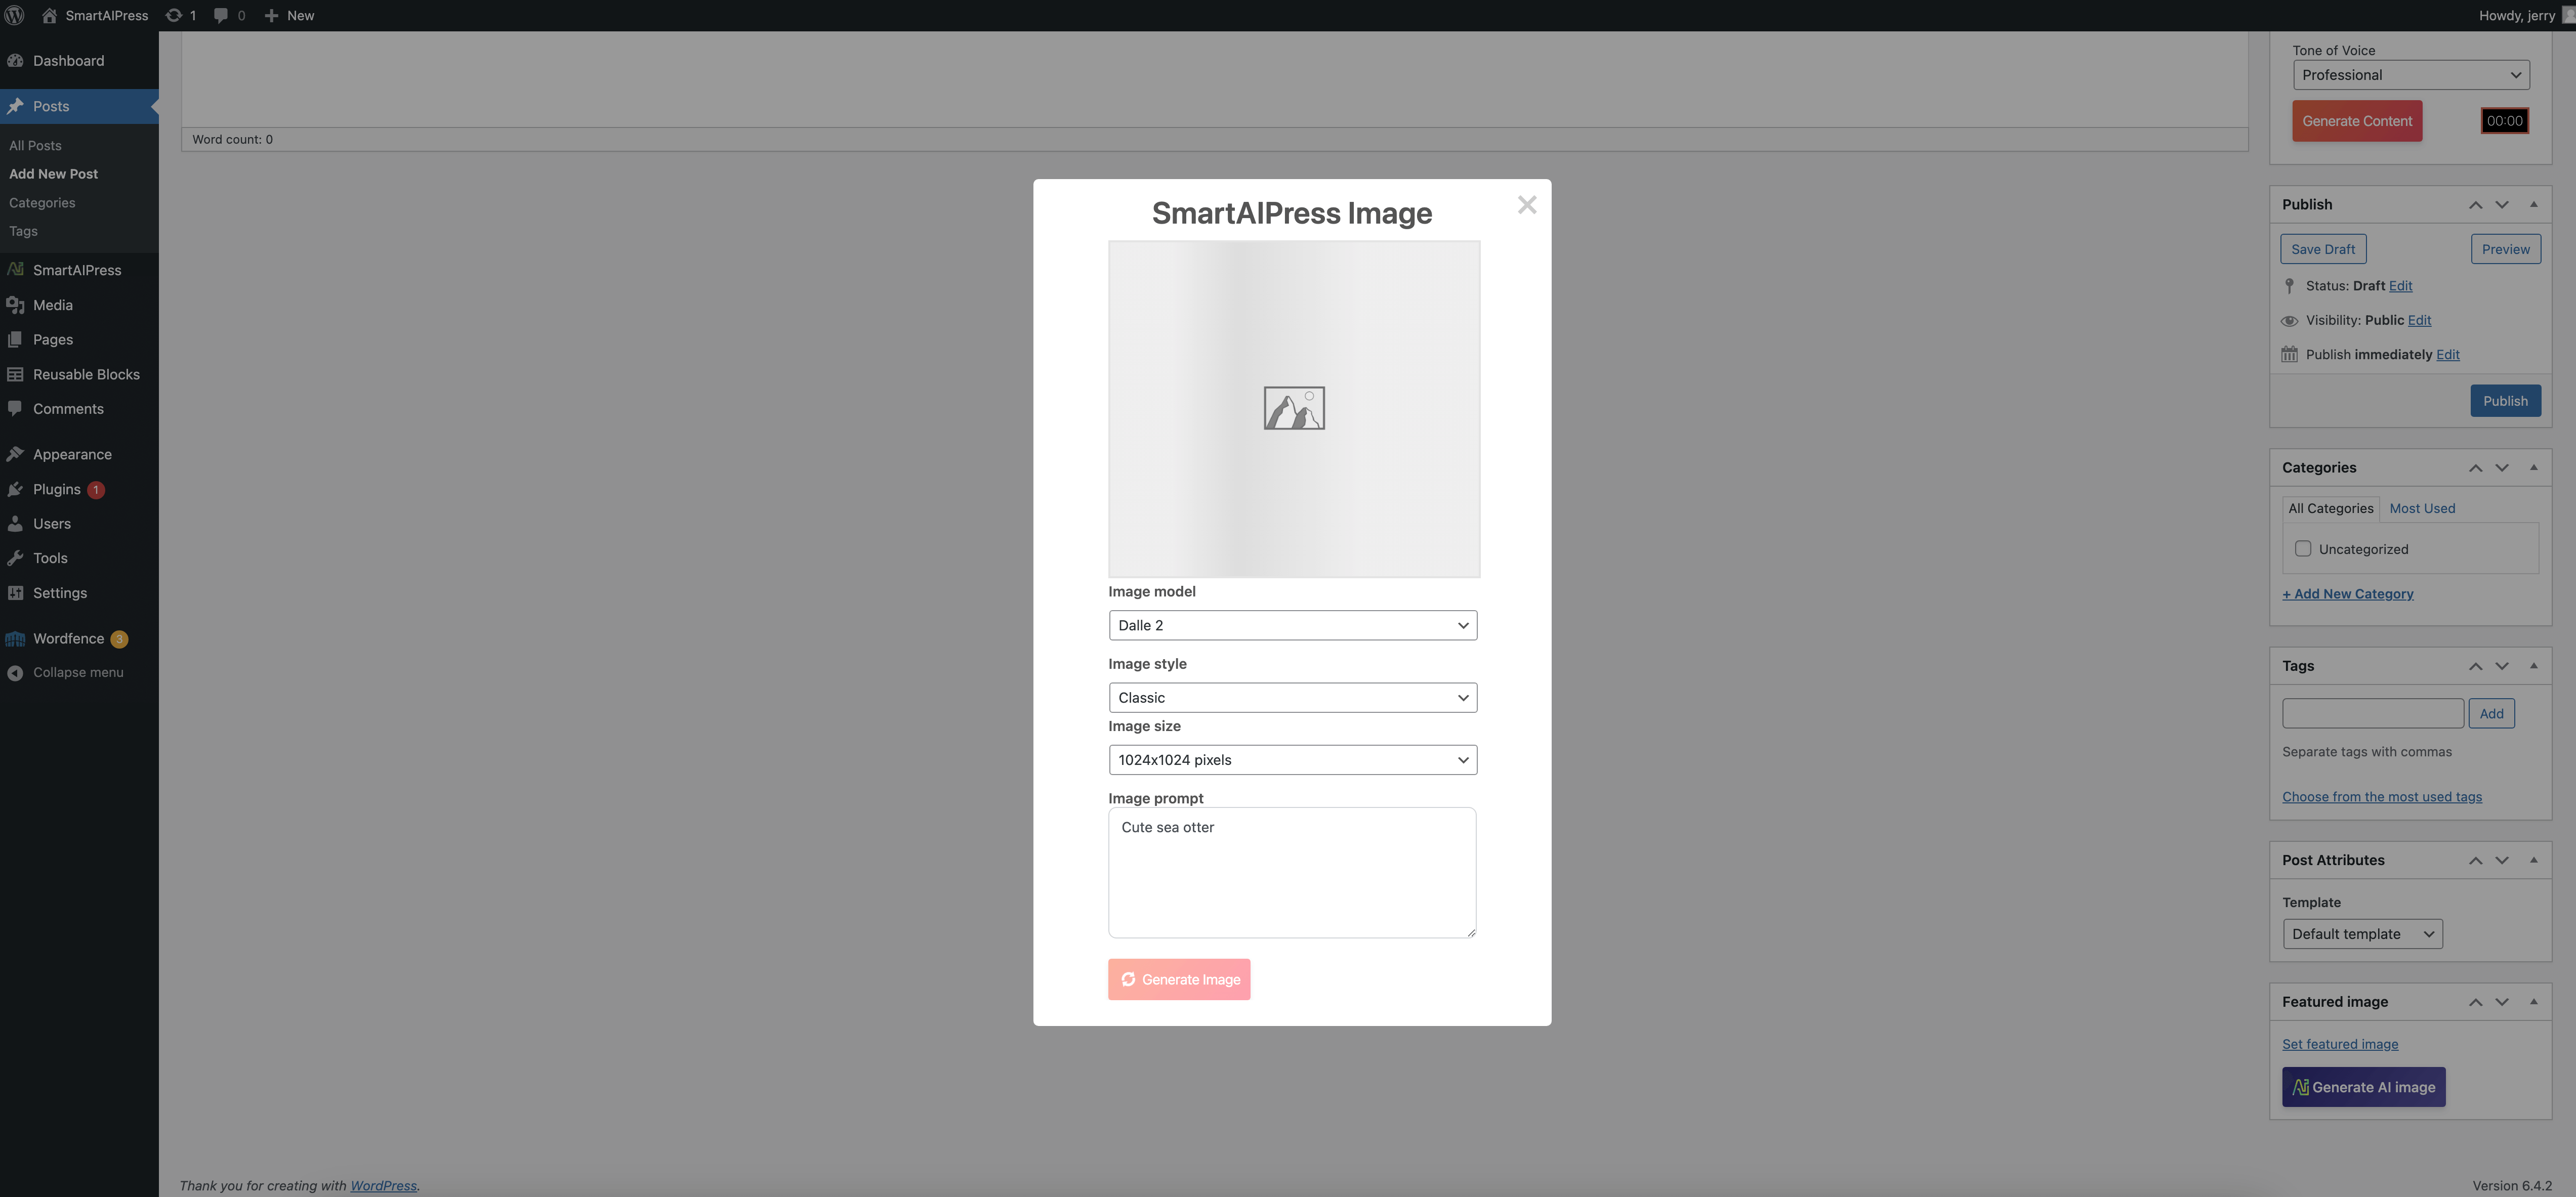 SmartAIPress
1
0
New
Howdy, jerry
Dashboard
Posts
All Posts
Add New Post
Categories
Tags
SmartAIPress
Media
Pages
Reusable Blocks
Comments
Appearance
Plugins 1
Users
Tools
Settings
Wordfence 3
Collapse menu
Word count: 0
SmartAIPress Image
×
Image model
Dalle 2
Image style
Classic
Image size
1024x1024 pixels
Image prompt
Cute sea otter
Generate Image
Tone of Voice
Professional
Generate Content
00:00
Publish
Save Draft
Preview
Status: Draft Edit
Visibility: Public Edit
Publish immediately Edit
Publish
Categories
All Categories
Most Used
Uncategorized
+ Add New Category
Tags
Add
Separate tags with commas
Choose from the most used tags
Post Attributes
Template
Default template
Featured image
Set featured image
Generate AI image
Thank you for creating with WordPress.
Version 6.4.2